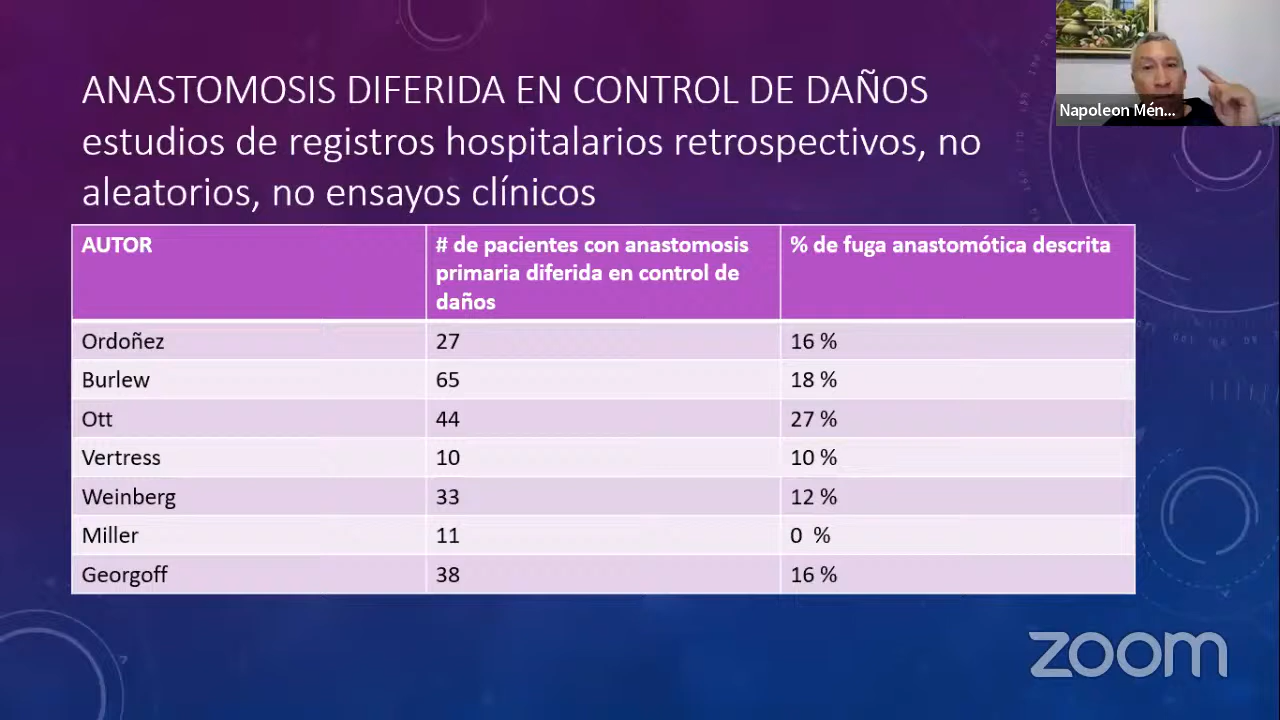 ANASTOMOSIS DIFERIDA EN CONTROL DE DAÑOS
estudios de registros hospitalarios retrospectivos, no
aleatorios, no ensayos clínicos
Napoleon Mén...
AUTOR
# de pacientes con anastomosis
primaria diferida en control de
daños
% de fuga anastomótica descrita
Ordoñez 27 16 %
Burlew 65 18 %
Ott 44 27 %
Vertress 10 10 %
Weinberg 33 12 %
Miller 11 0 %
Georgoff 38 16 %
zoom